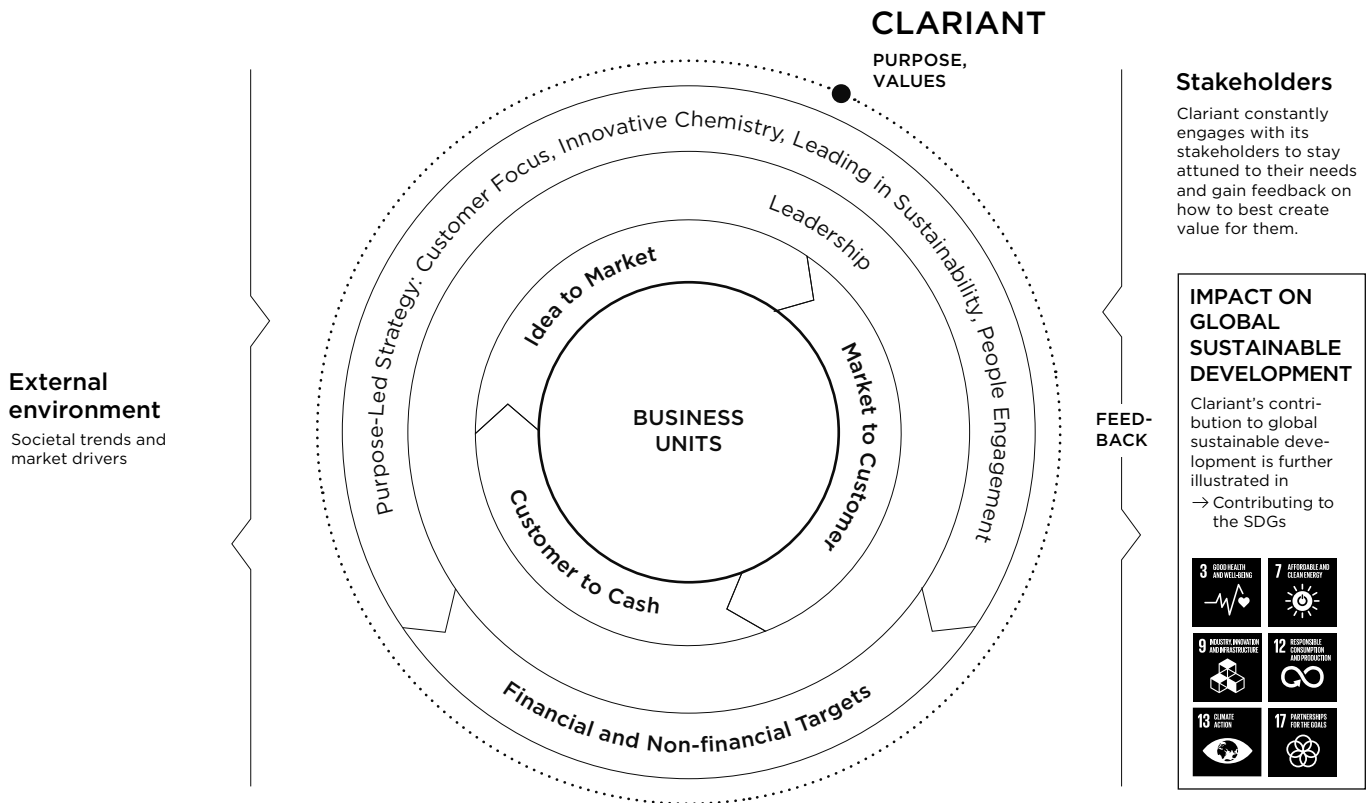 CLARIANT
PURPOSE,
VALUES
External
environment
Societal trends and
market drivers
Purpose-Led Strategy: Customer Focus, Innovative Chemistry, Leading in Sustainability, People Engagement
Leadership
Idea to Market
Market to Customer
Customer to Cash
BUSINESS
UNITS
Financial and Non-financial Targets
FEED-
BACK
Stakeholders
Clariant constantly
engages with its
stakeholders to stay
attuned to their needs
and gain feedback on
how to best create
value for them.
IMPACT ON
GLOBAL
SUSTAINABLE
DEVELOPMENT
Clariant’s contri-
bution to global
sustainable deve-
lopment is further
illustrated in
→ Contributing to
the SDGs
3 GOOD HEALTH
AND WELL-BEING
7 AFFORDABLE AND
CLEAN ENERGY
9 INDUSTRY, INNOVATION
AND INFRASTRUCTURE
12 RESPONSIBLE
CONSUMPTION
AND PRODUCTION
13 CLIMATE
ACTION
17 PARTNERSHIPS
FOR THE GOALS